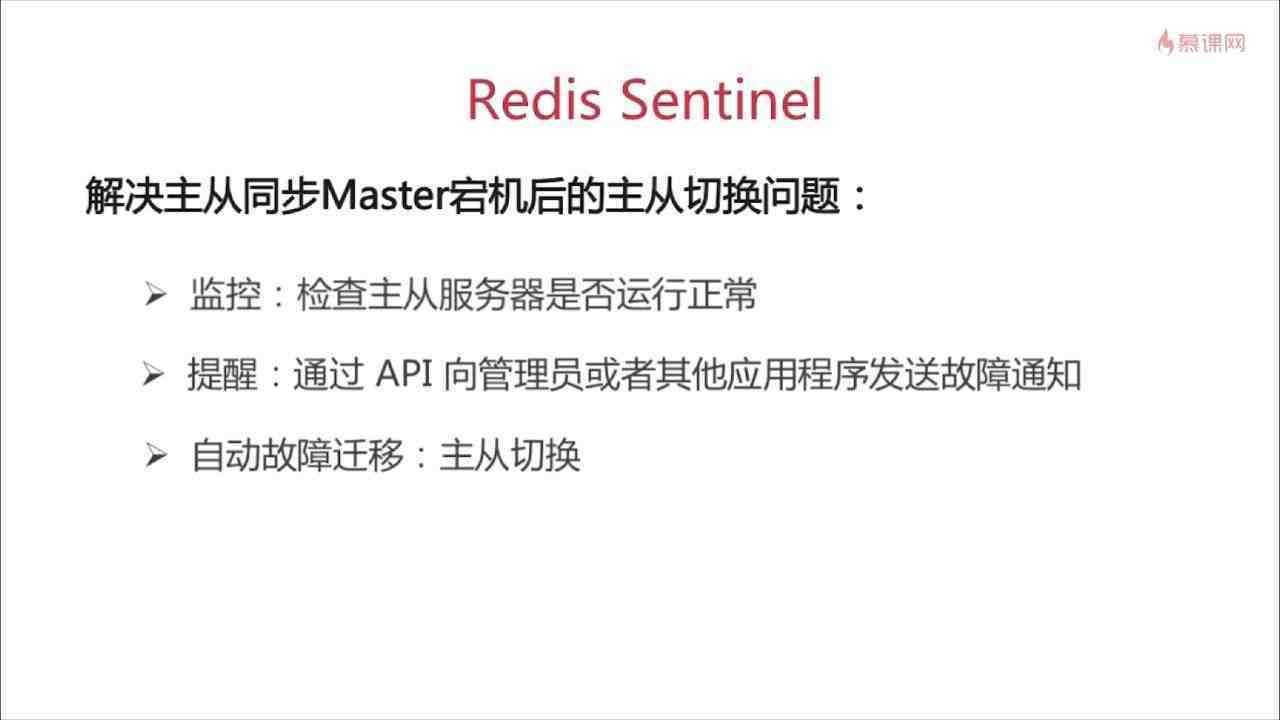 慕课网
Redis Sentinel
解决主从同步Master宕机后的主从切换问题：
➢ 监控：检查主从服务器是否运行正常
➢ 提醒：通过 API 向管理员或者其他应用程序发送故障通知
➢ 自动故障迁移：主从切换